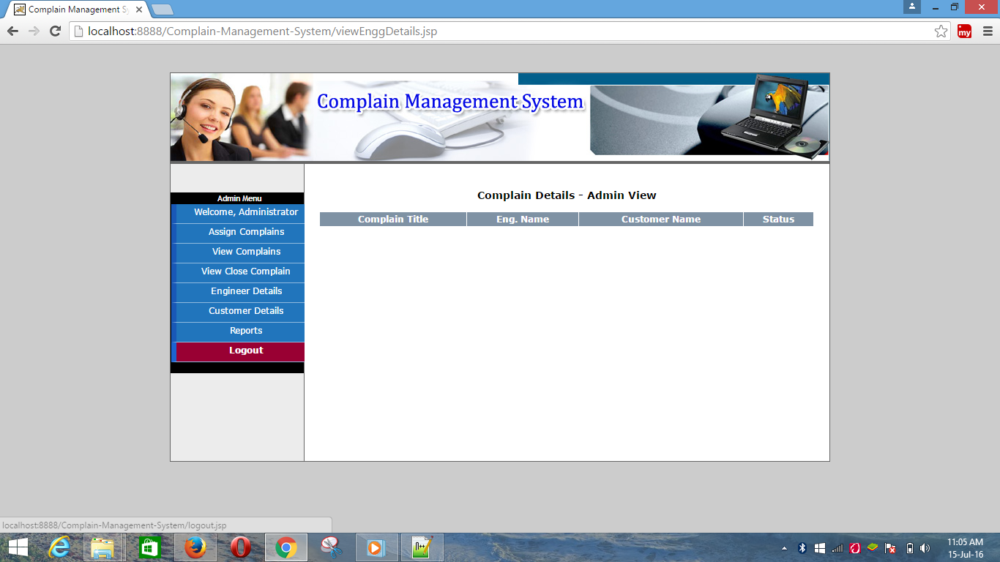 Complain Management Sy
localhost:8888/Complain-Management-System/viewEnggDetails.jsp
my
Complain Management System
Admin Menu
Welcome, Administrator
Assign Complains
View Complains
View Close Complain
Engineer Details
Customer Details
Reports
Logout
Complain Details - Admin View
Complain Title Eng. Name Customer Name Status
localhost:8888/Complain-Management-System/logout.jsp
11:05 AM
15-Jul-16